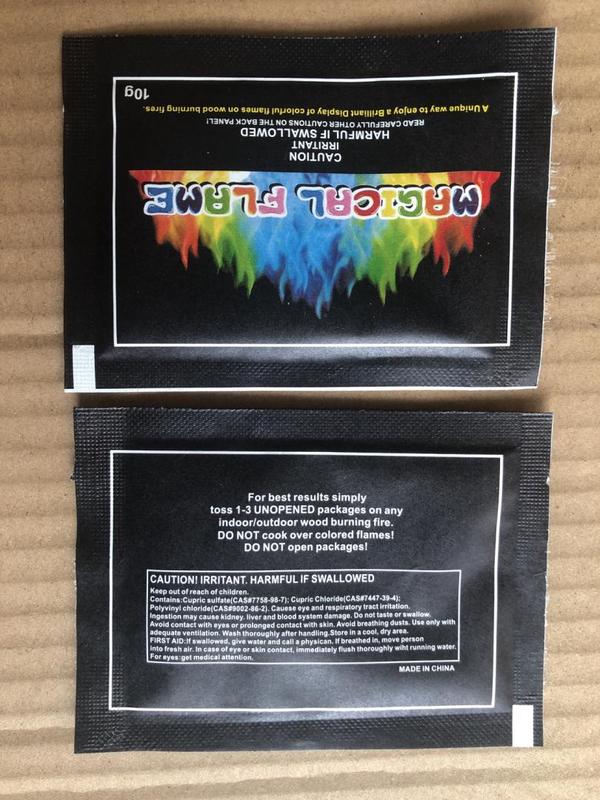 MAGICAL FLAME
CAUTION
IRRITANT
HARMFUL IF SWALLOWED
READ CAREFULLY OTHER CAUTIONS ON THE BACK PANEL!
A Unique way to enjoy a Brilliant Display of colorful flames on wood burning fires.
10g
For best results simply
toss 1-3 UNOPENED packages on any
indoor/outdoor wood burning fire.
DO NOT cook over colored flames!
DO NOT open packages!
CAUTION! IRRITANT. HARMFUL IF SWALLOWED
Keep out of reach of children.
Contains:Cupric sulfate(CAS#7758-98-7); Cupric Chloride(CAS#7447-39-4);
Polyvinyl chloride(CAS#9002-86-2). Causese eye and respiratory tract irritation.
Ingestion may cause kidney. liver and blood system damage. Do not taste or swallow.
Avoid contact with eyes or prolonged contact with skin. Avoid breathing dusts. Use only with
adequate ventilation. Wash thoroughly after handling.Store in a cool, dry area.
FIRST AID:If swallowed, give water and call a physican. If breathed in, move person
into fresh air. In case of eye or skin contact, immediately flush thoroughly wiht running water.
For eyes:get medical attention.
MADE IN CHINA